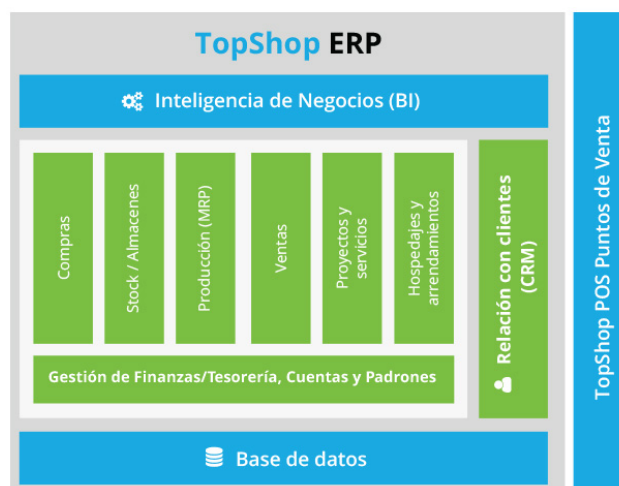 TopShop ERP
Inteligencia de Negocios (BI)
Compras
Stock / Almacenes
Producción (MRP)
Ventas
Proyectos y
servicios
Hospedajes y
arrendamientos
Gestión de Finanzas/Tesorería, Cuentas y Padrones
Relación con clientes
(CRM)
Base de datos
TopShop POS Puntos de Venta